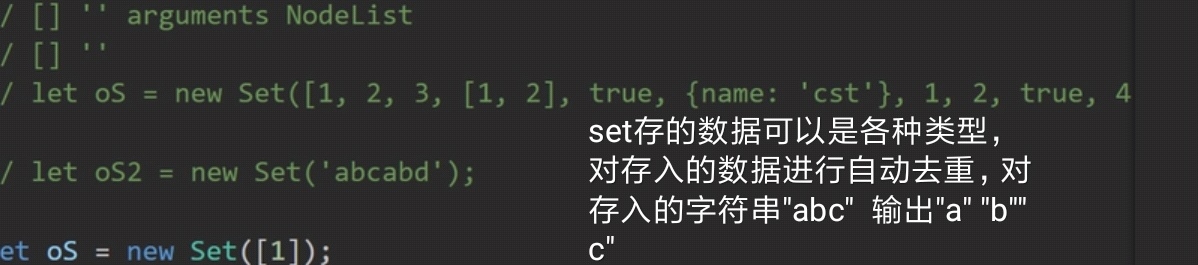 / [] '' arguments NodeList
/ [] ''
/ let oS = new Set([1, 2, 3, [1, 2], true, {name: 'cst'}, 1, 2, true, 4
set存的数据可以是各种类型，
对存入的数据进行自动去重，对
/ let oS2 = new Set('abcabd');
存入的字符串"abc" 输出"a" "b""
c"
et oS = new Set([1]);